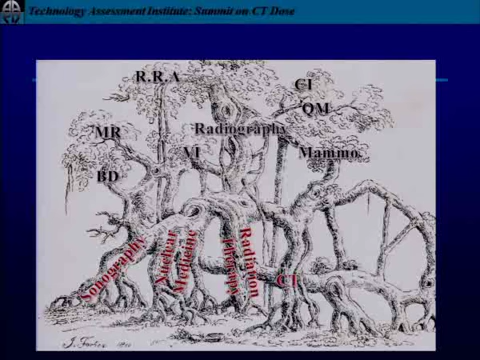 Technology Assessment Institute: Summit on CT Dose
R.R.A
CI
QM
MR
Radiography
VI
Mammo.
BD
Sonography
Nuclear
Medicine
Radiation
Therapy
CT